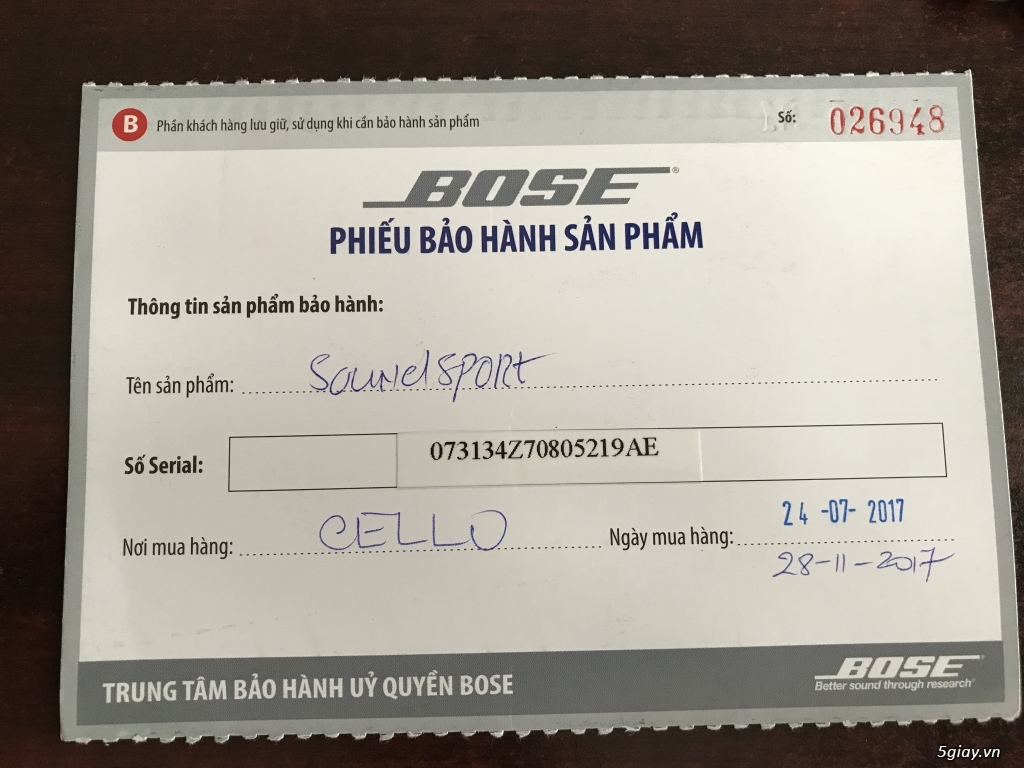 B Phần khách hàng lưu giữ, sử dụng khi cần bảo hành sản phẩm Số: 026948
BOSE®
PHIẾU BẢO HÀNH SẢN PHẨM
Thông tin sản phẩm bảo hành:
Tên sản phẩm: SoundSPORT
Số Serial: 073134Z70805219AE
24 -07- 2017
Nơi mua hàng: CELLO Ngày mua hàng:
28-11-2017
TRUNG TÂM BẢO HÀNH UỶ QUYỀN BOSE
BOSE®
Better sound through research®
5giay.vn